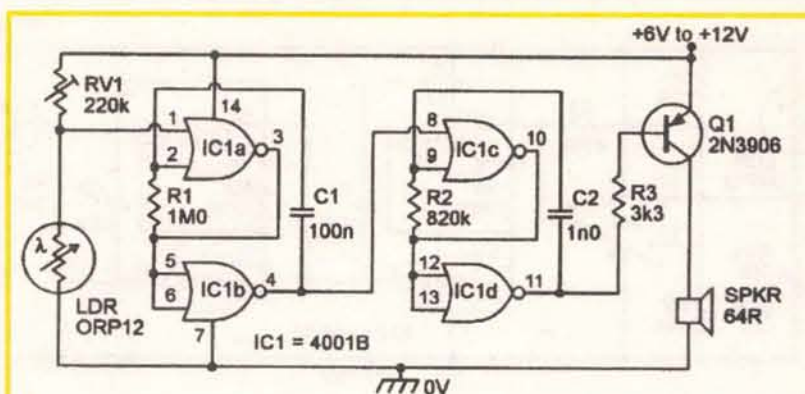 +6V to +12V
RV1
220k
14
1
2
3
IC1a
R1
1M0
C1
100n
5
6
4
IC1b
7
LDR
ORP12
λ
IC1 = 4001B
8
9
10
IC1c
R2
820k
C2
1n0
12
13
11
IC1d
R3
3k3
Q1
2N3906
SPKR
64R
0V